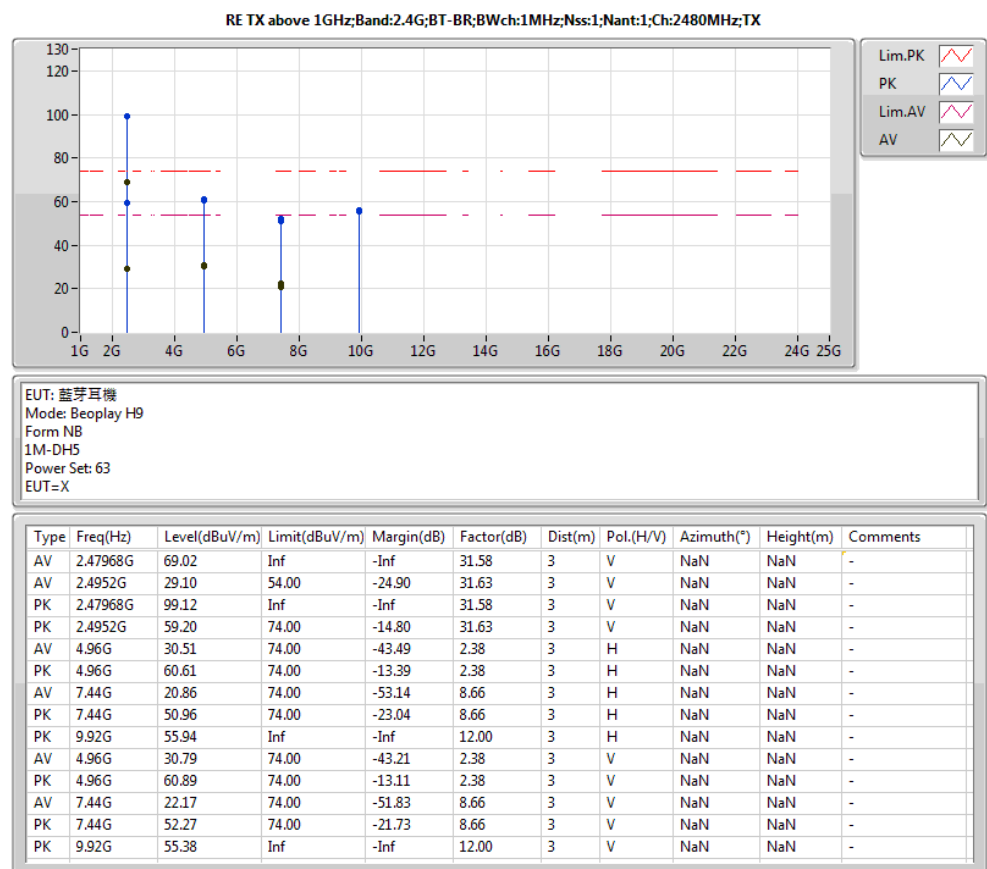 RE TX above 1GHz;Band:2.4G;BT-BR;BWch:1MHz;Nss:1;Nant:1;Ch:2480MHz;TX
130
120
100
80
60
40
20
0
1G 2G 4G 6G 8G 10G 12G 14G 16G 18G 20G 22G 24G 25G
Lim.PK
PK
Lim.AV
AV
EUT: 藍芽耳機
Mode: Beoplay H9
Form NB
1M-DH5
Power Set: 63
EUT=X
Type Freq(Hz) Level(dBuV/m) Limit(dBuV/m) Margin(dB) Factor(dB) Dist(m) Pol.(H/V) Azimuth(°) Height(m) Comments
AV 2.47968G 69.02 Inf -Inf 31.58 3 V NaN NaN -
AV 2.4952G 29.10 54.00 -24.90 31.63 3 V NaN NaN -
PK 2.47968G 99.12 Inf -Inf 31.58 3 V NaN NaN -
PK 2.4952G 59.20 74.00 -14.80 31.63 3 V NaN NaN -
AV 4.96G 30.51 74.00 -43.49 2.38 3 H NaN NaN -
PK 4.96G 60.61 74.00 -13.39 2.38 3 H NaN NaN -
AV 7.44G 20.86 74.00 -53.14 8.66 3 H NaN NaN -
PK 7.44G 50.96 74.00 -23.04 8.66 3 H NaN NaN -
PK 9.92G 55.94 Inf -Inf 12.00 3 H NaN NaN -
AV 4.96G 30.79 74.00 -43.21 2.38 3 V NaN NaN -
PK 4.96G 60.89 74.00 -13.11 2.38 3 V NaN NaN -
AV 7.44G 22.17 74.00 -51.83 8.66 3 V NaN NaN -
PK 7.44G 52.27 74.00 -21.73 8.66 3 V NaN NaN -
PK 9.92G 55.38 Inf -Inf 12.00 3 V NaN NaN -